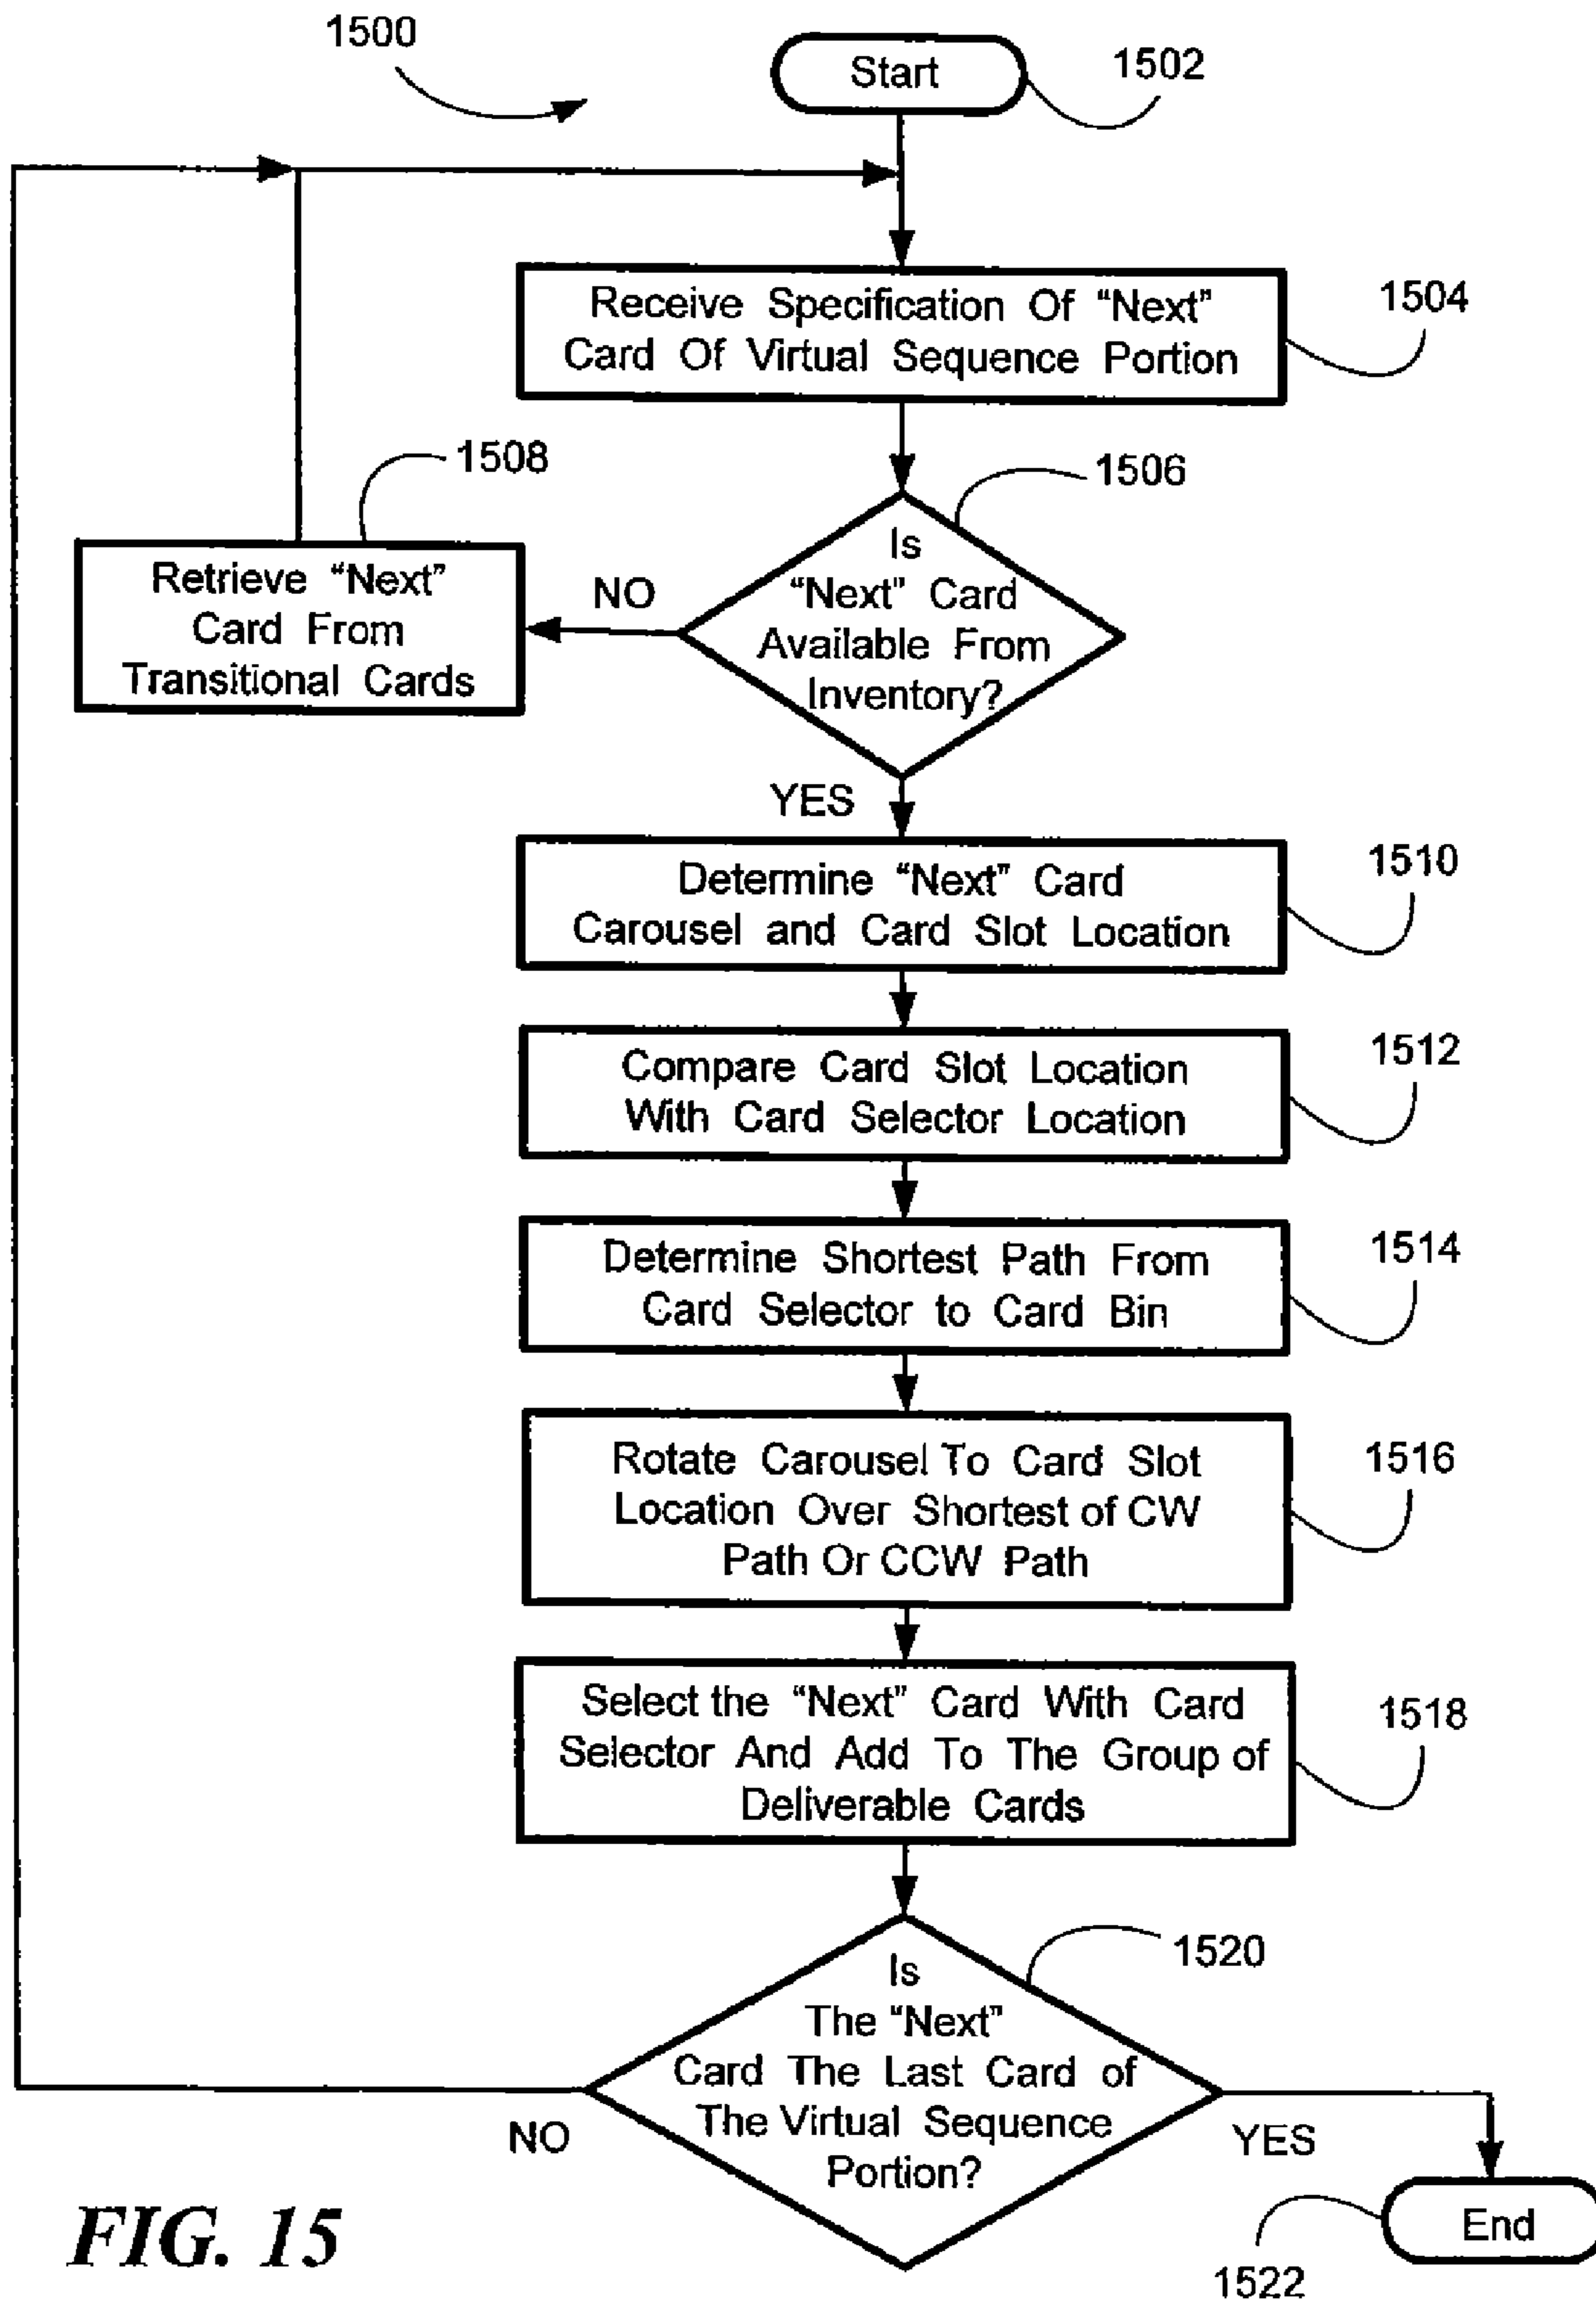 1500
Start
1502
Receive Specification Of “Next”
Card Of Virtual Sequence Portion
1504
1508
1506
Is
“Next” Card
Available From
Inventory?
NO
Retrieve “Next”
Card From
Transitional Cards
YES
Determine “Next” Card
Carousel and Card Slot Location
1510
Compare Card Slot Location
With Card Selector Location
1512
Determine Shortest Path From
Card Selector to Card Bin
1514
Rotate Carousel To Card Slot
Location Over Shortest of CW
Path Or CCW Path
1516
Select the “Next” Card With Card
Selector And Add To The Group of
Deliverable Cards
1518
1520
Is
The “Next”
Card The Last Card of
The Virtual Sequence
Portion?
NO
YES
End
1522
FIG. 15